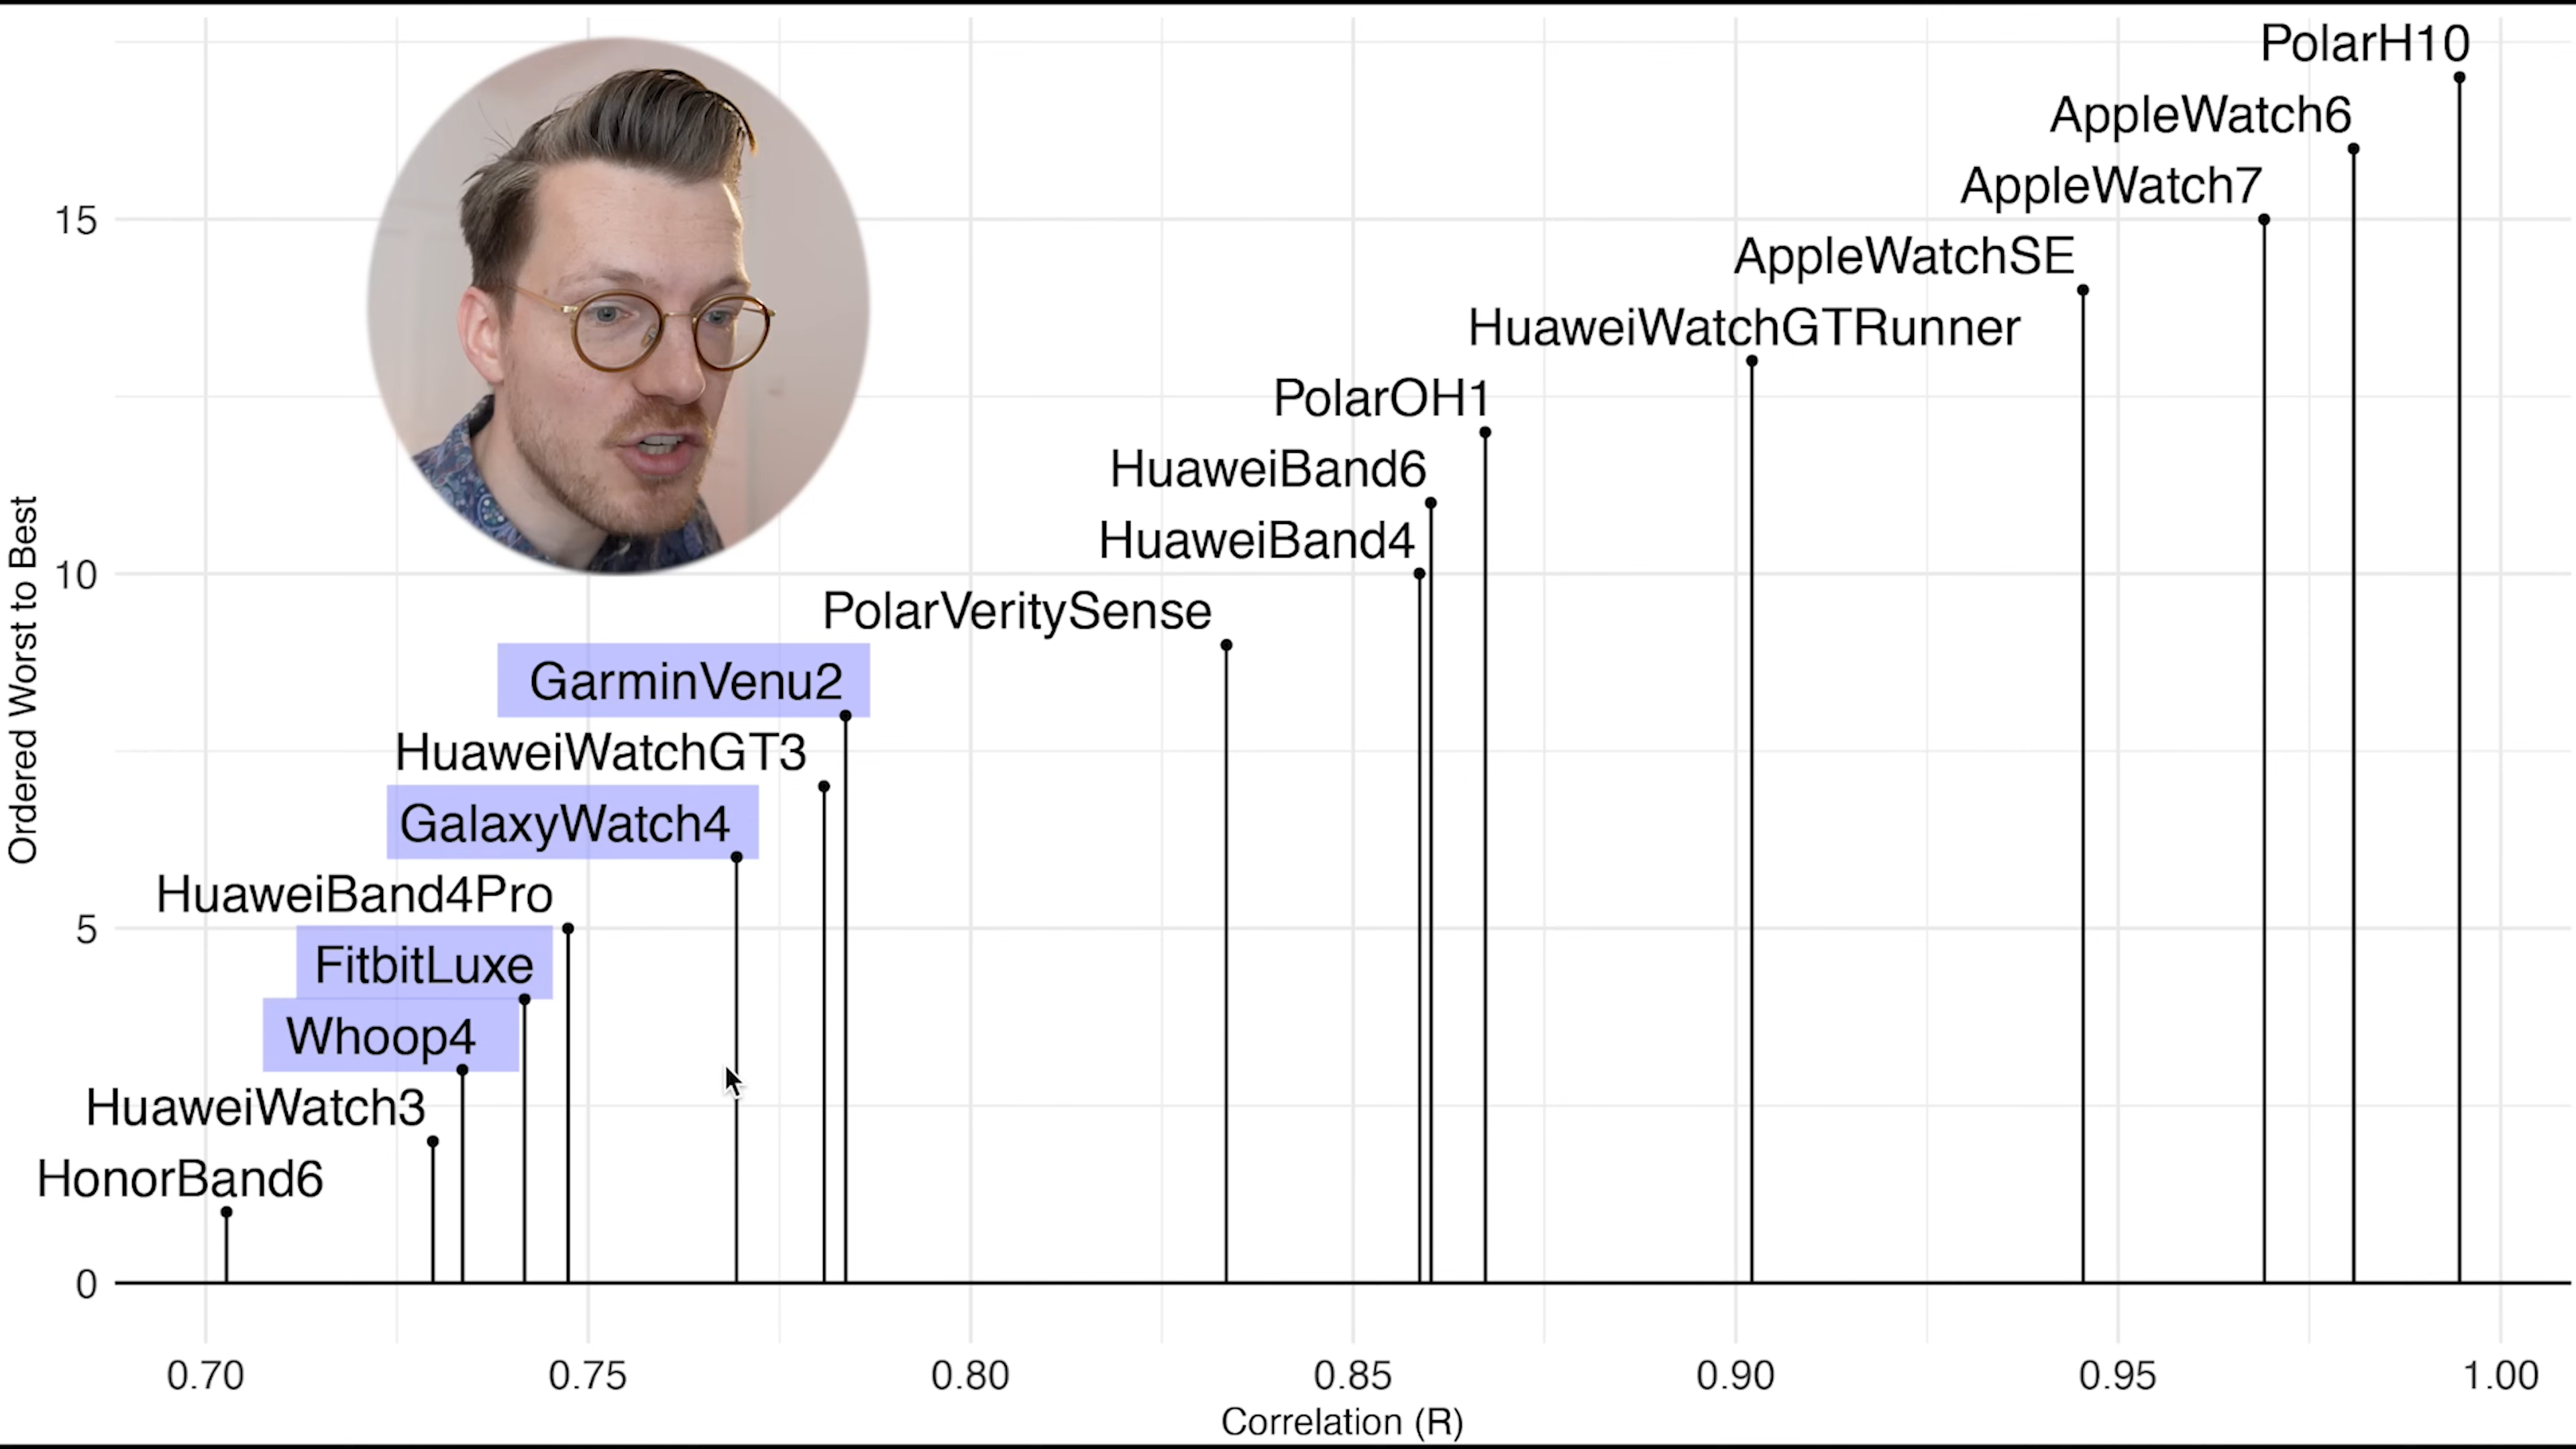 PolarH10
AppleWatch6
AppleWatch7
15
AppleWatchSE
HuaweiWatchGTRunner
PolarOH1
HuaweiBand6
HuaweiBand4
10
PolarVeritySense
GarminVenu2
HuaweiWatchGT3
GalaxyWatch4
HuaweiBand4Pro
5
FitbitLuxe
Whoop4
HuaweiWatch3
HonorBand6
0
Ordered Worst to Best
0.70 0.75 0.80 0.85 0.90 0.95 1.00
Correlation (R)